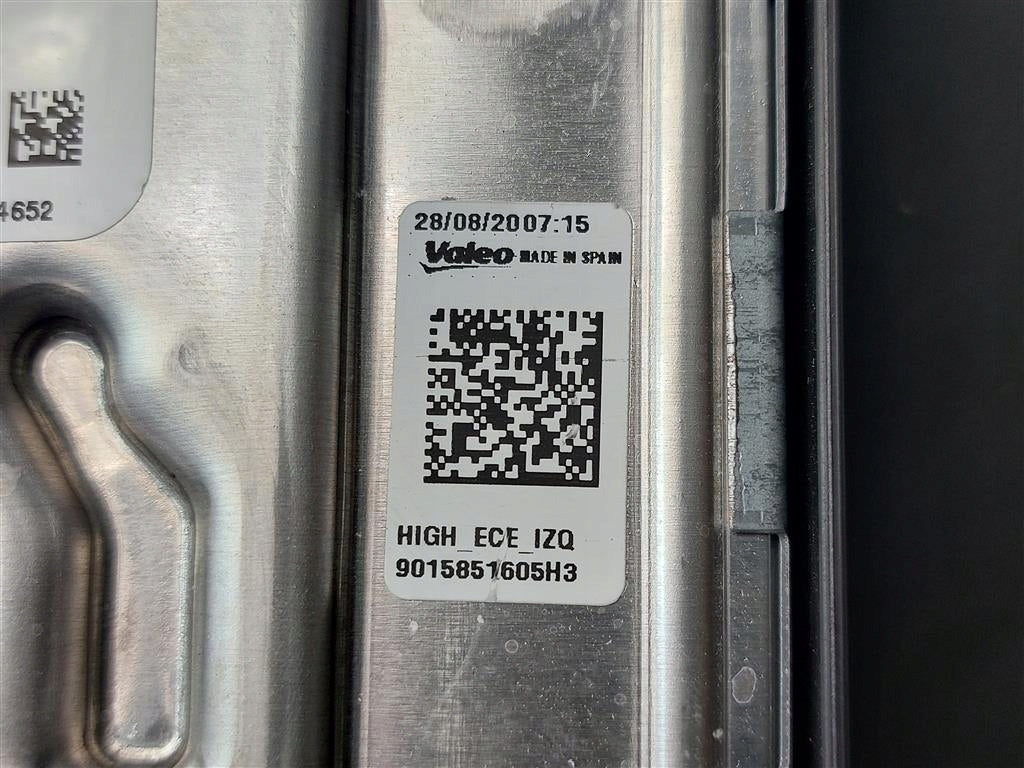 4652
28/08/2007:15
Valeo MADE IN SPAIN
HIGH_ECE_IZQ
9015851605H3